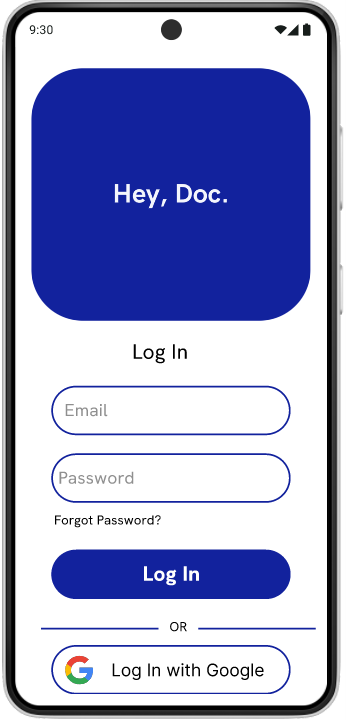 9:30
Hey, Doc.
Log In
Email
Password
Forgot Password?
Log In
OR
Log In with Google